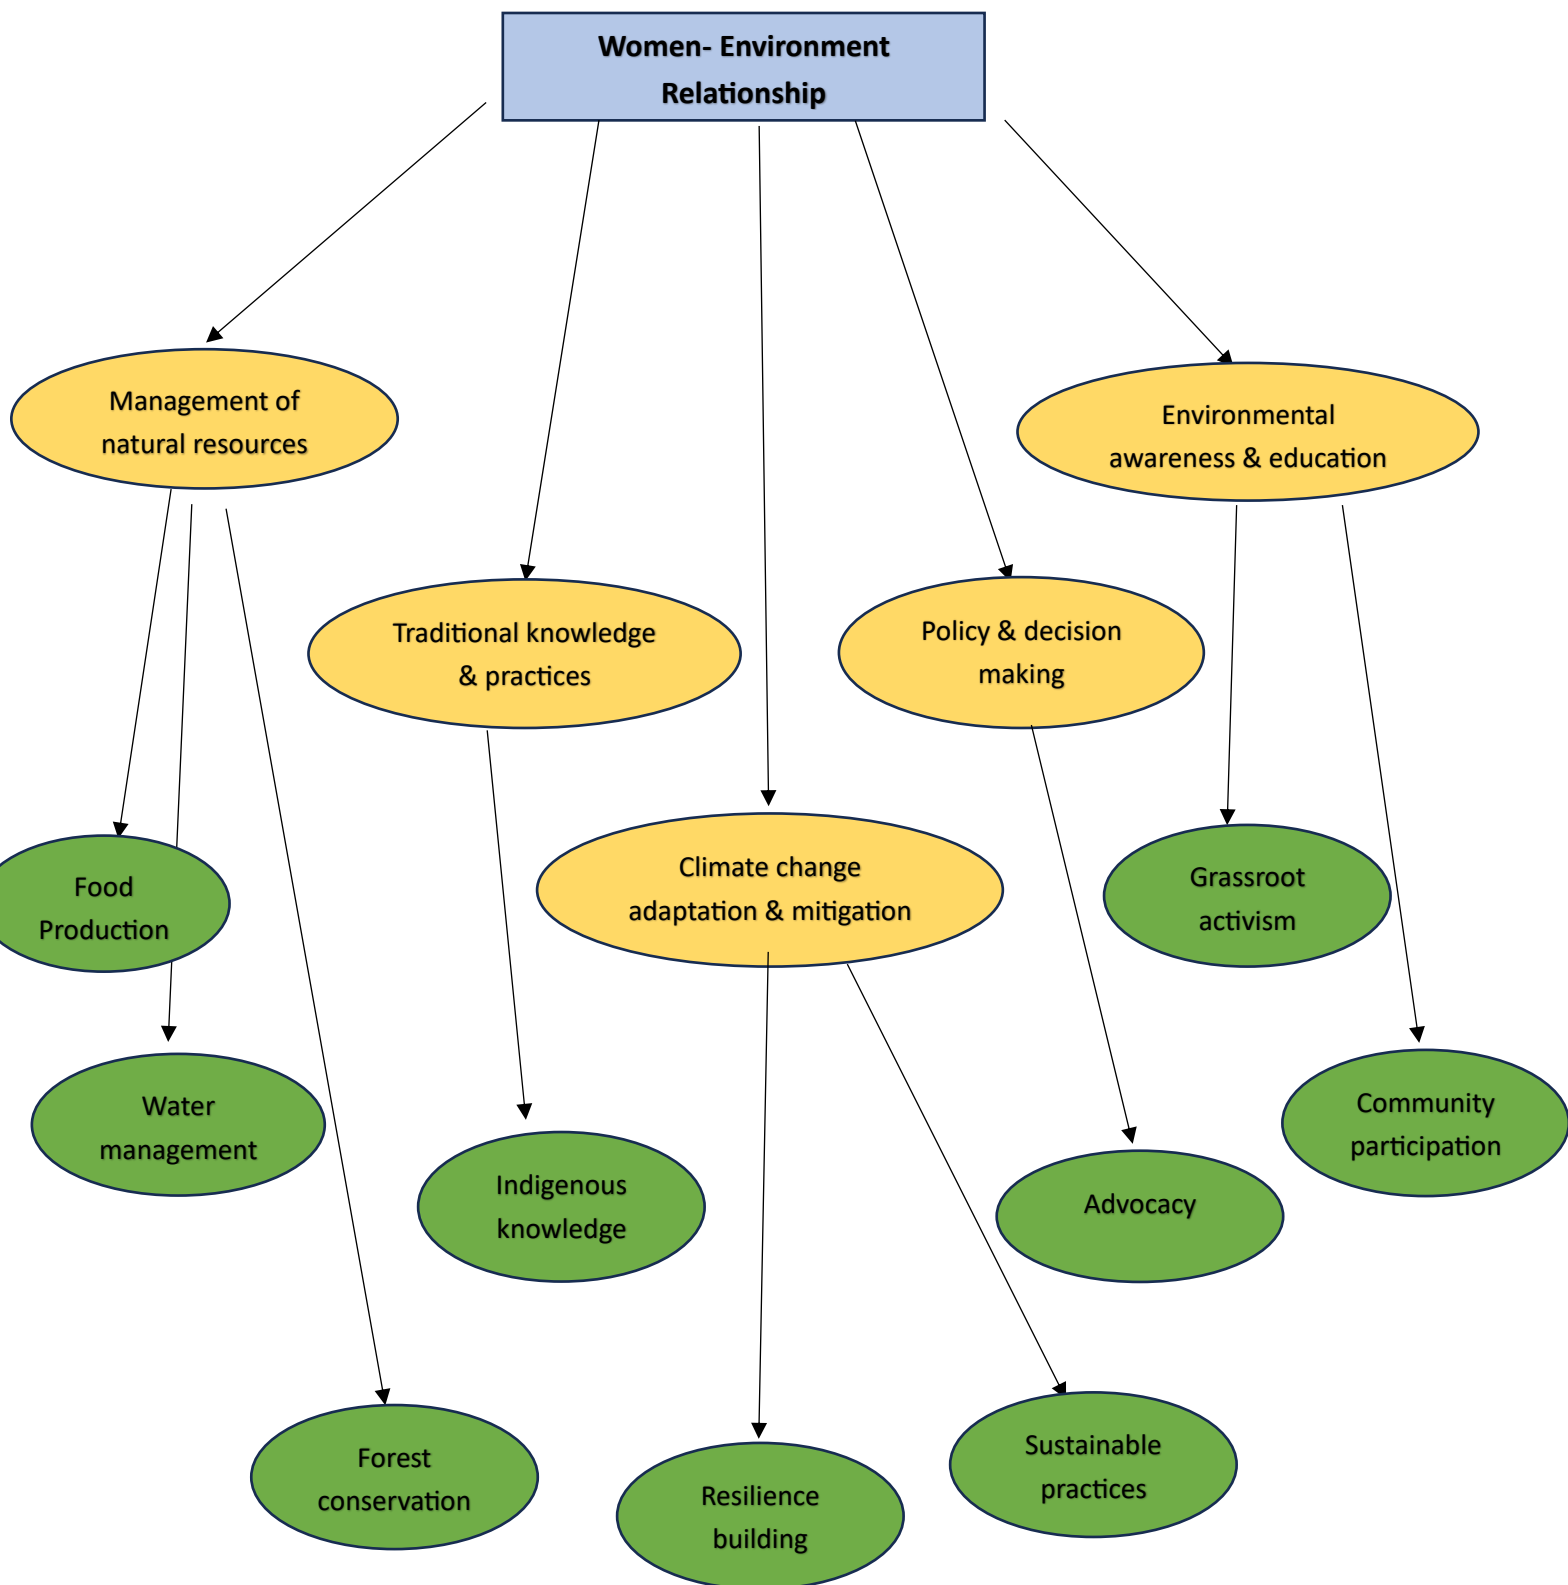 Women- Environment
Relationship
Management of
natural resources
Environmental
awareness & education
Traditional knowledge
& practices
Policy & decision
making
Climate change
adaptation & mitigation
Food
Production
Grassroot
activism
Water
management
Community
participation
Indigenous
knowledge
Advocacy
Forest
conservation
Resilience
building
Sustainable
practices